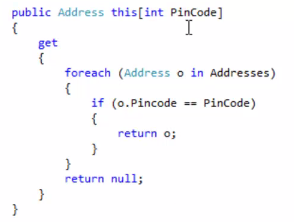 public Address this[int PinCode]
{
    get
    {
        foreach (Address o in Addresses)
        {
            if (o.Pincode == PinCode)
            {
                return o;
            }
        }
        return null;
    }
}